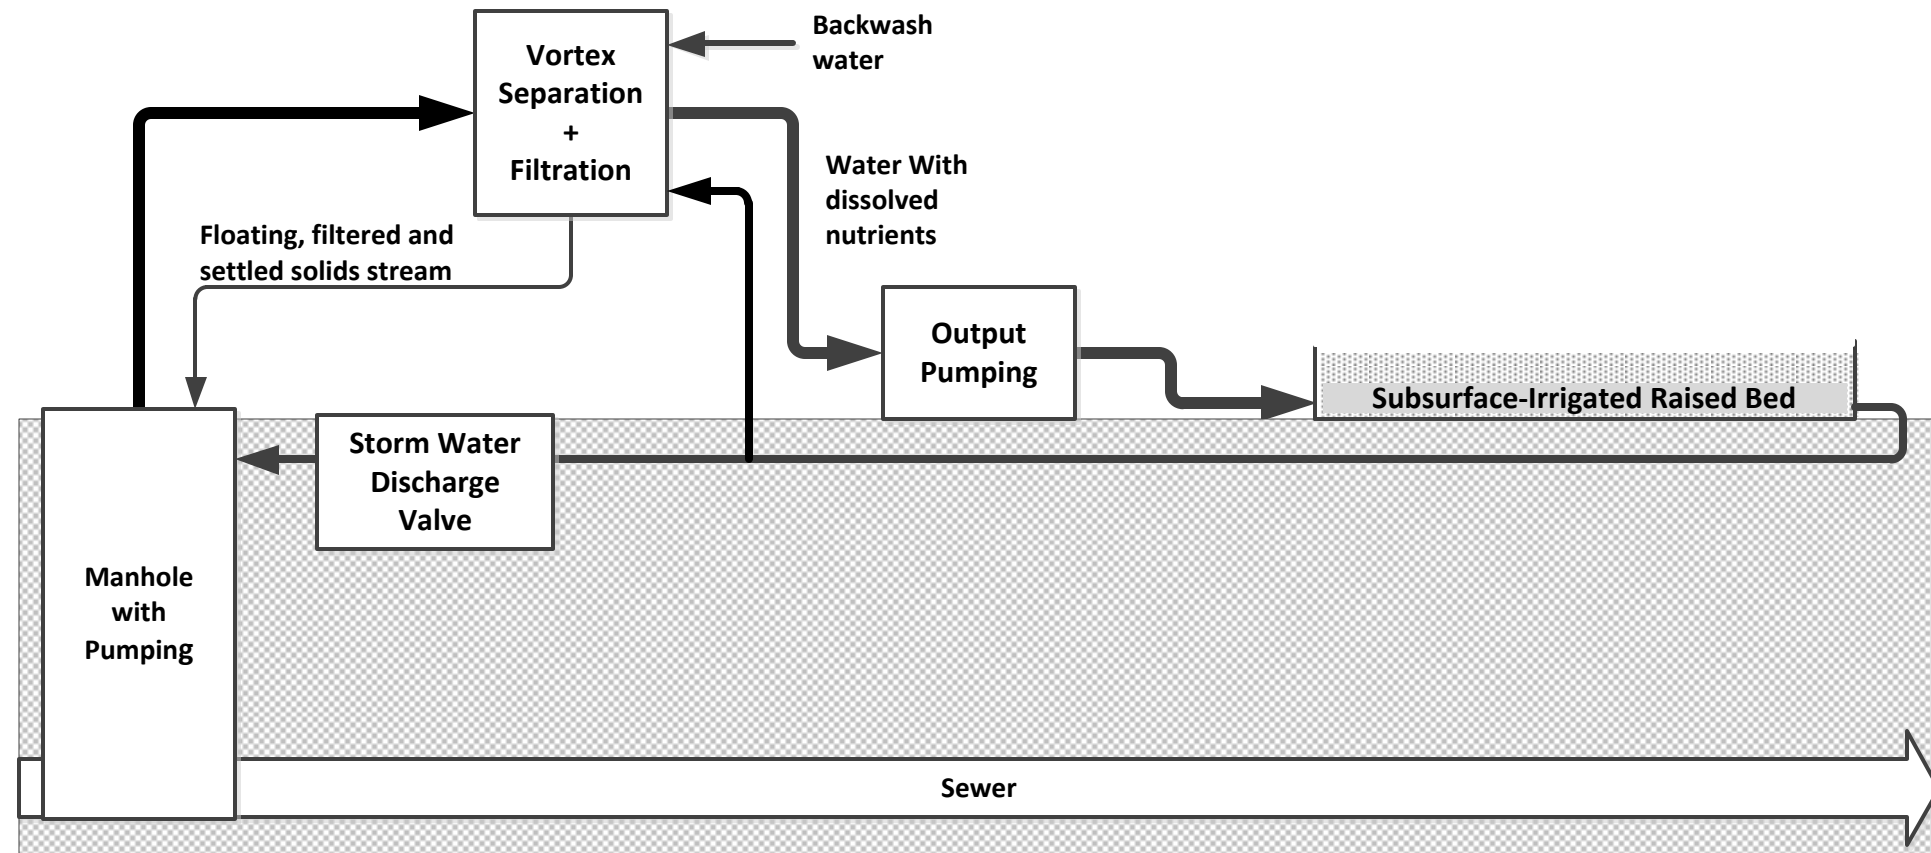 Backwash
water
Vortex
Separation
+
Filtration
Water With
dissolved
nutrients
Floating, filtered and
settled solids stream
Output
Pumping
Subsurface-Irrigated Raised Bed
Storm Water
Discharge
Valve
Manhole
with
Pumping
Sewer